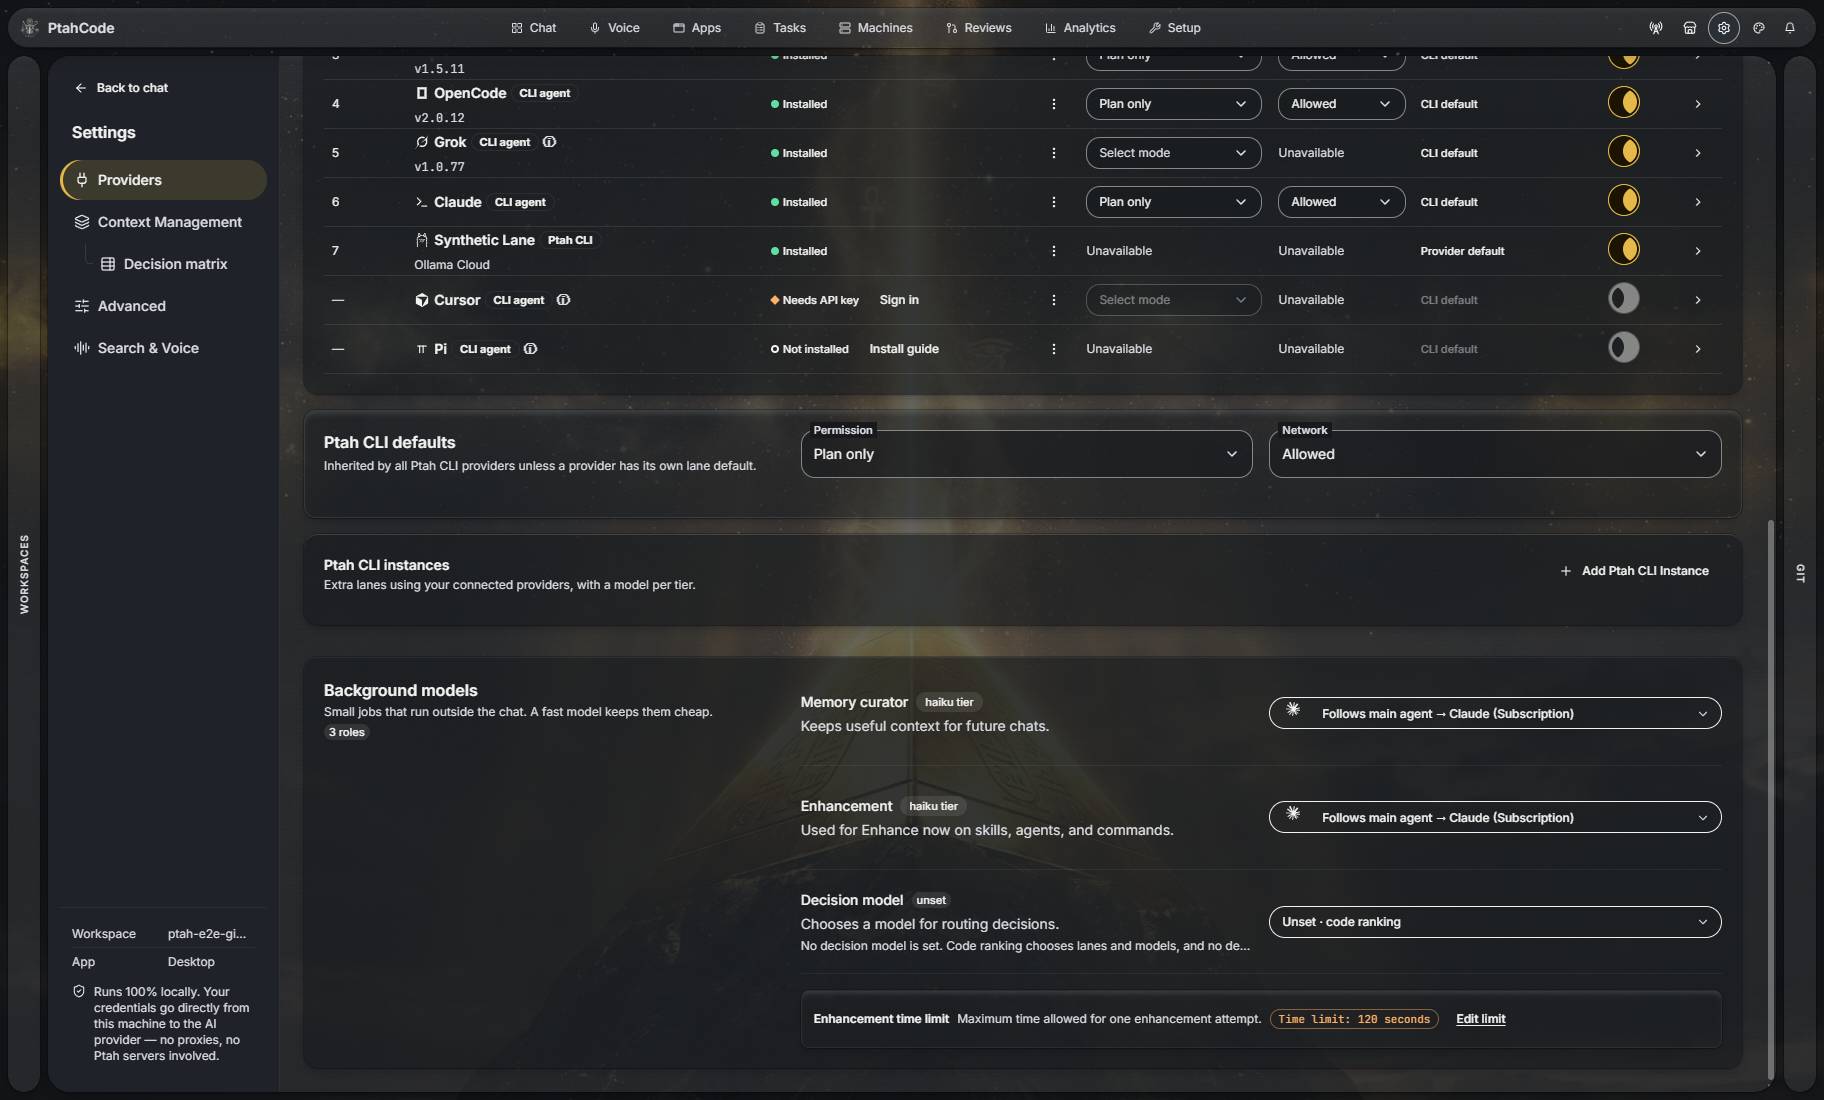 PtahCode
Chat
Voice
Apps
Tasks
Machines
Reviews
Analytics
Setup
WORKSPACES
Back to chat
Settings
Providers
Context Management
Decision matrix
Advanced
Search & Voice
Workspace ptah-e2e-gi...
App Desktop
Runs 100% locally. Your
credentials go directly from
this machine to the AI
provider — no proxies, no
Ptah servers involved.
v1.5.11 Installed Plan only Allowed CLI default
4 OpenCode CLI agent Installed Plan only Allowed CLI default
v2.0.12
5 Grok CLI agent Installed Select mode Unavailable CLI default
v1.0.77
6 Claude CLI agent Installed Plan only Allowed CLI default
7 Synthetic Lane Ptah CLI Installed Unavailable Unavailable Provider default
Ollama Cloud
— Cursor CLI agent Needs API key Sign in Select mode Unavailable CLI default
— Pi CLI agent Not installed Install guide Unavailable Unavailable CLI default
Ptah CLI defaults
Inherited by all Ptah CLI providers unless a provider has its own lane default.
Permission
Plan only
Network
Allowed
Ptah CLI instances
Extra lanes using your connected providers, with a model per tier.
+ Add Ptah CLI Instance
Background models
Small jobs that run outside the chat. A fast model keeps them cheap.
3 roles
Memory curator haiku tier
Keeps useful context for future chats.
Follows main agent → Claude (Subscription)
Enhancement haiku tier
Used for Enhance now on skills, agents, and commands.
Follows main agent → Claude (Subscription)
Decision model unset
Chooses a model for routing decisions.
No decision model is set. Code ranking chooses lanes and models, and no de...
Unset · code ranking
Enhancement time limit Maximum time allowed for one enhancement attempt. Time limit: 120 seconds Edit limit
GIT